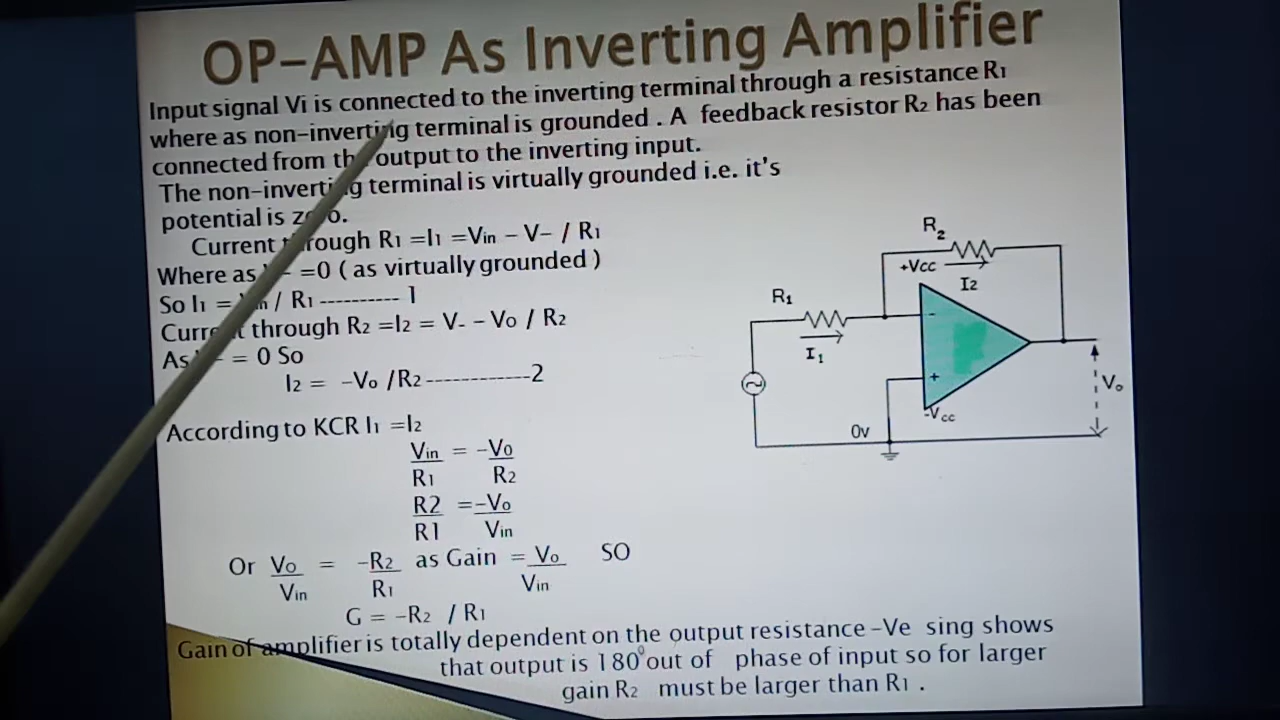 OP-AMP As Inverting Amplifier
Input signal Vi is connected to the inverting terminal through a resistance R1
where as non-inverting terminal is grounded . A feedback resistor R2 has been
connected from the output to the inverting input.
The non-inverting terminal is virtually grounded i.e. it's
potential is zero.
Current through R1 =I1 =Vin – V- / R1
Where as =0 ( as virtually grounded )
So I1 = / R1 ---------- 1
Current through R2 =I2 = V- – Vo / R2
As = 0 So
I2 = -Vo /R2 -------------2
According to KCR I1 =I2
Vin = -Vo
R1 R2
R2 =-Vo
R1 Vin
Or Vo = -R2 as Gain = Vo SO
Vin R1 Vin
G = -R2 / R1
Gain of amplifier is totally dependent on the output resistance –Ve sing shows
that output is 180° out of phase of input so for larger
gain R2 must be larger than R1 .
R2
+Vcc
I2
R1
I1
-
+
Vo
-Vcc
0v